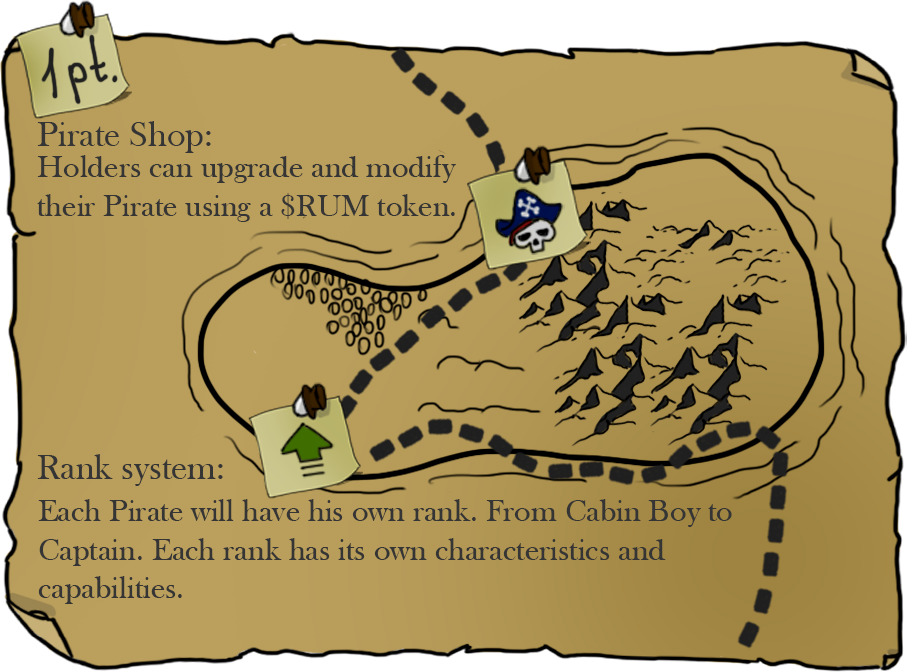 1pt.
Pirate Shop:
Holders can upgrade and modify
their Pirate using a $RUM token.
Rank system:
Each Pirate will have his own rank. From Cabin Boy to
Captain. Each rank has its own characteristics and
capabilities.